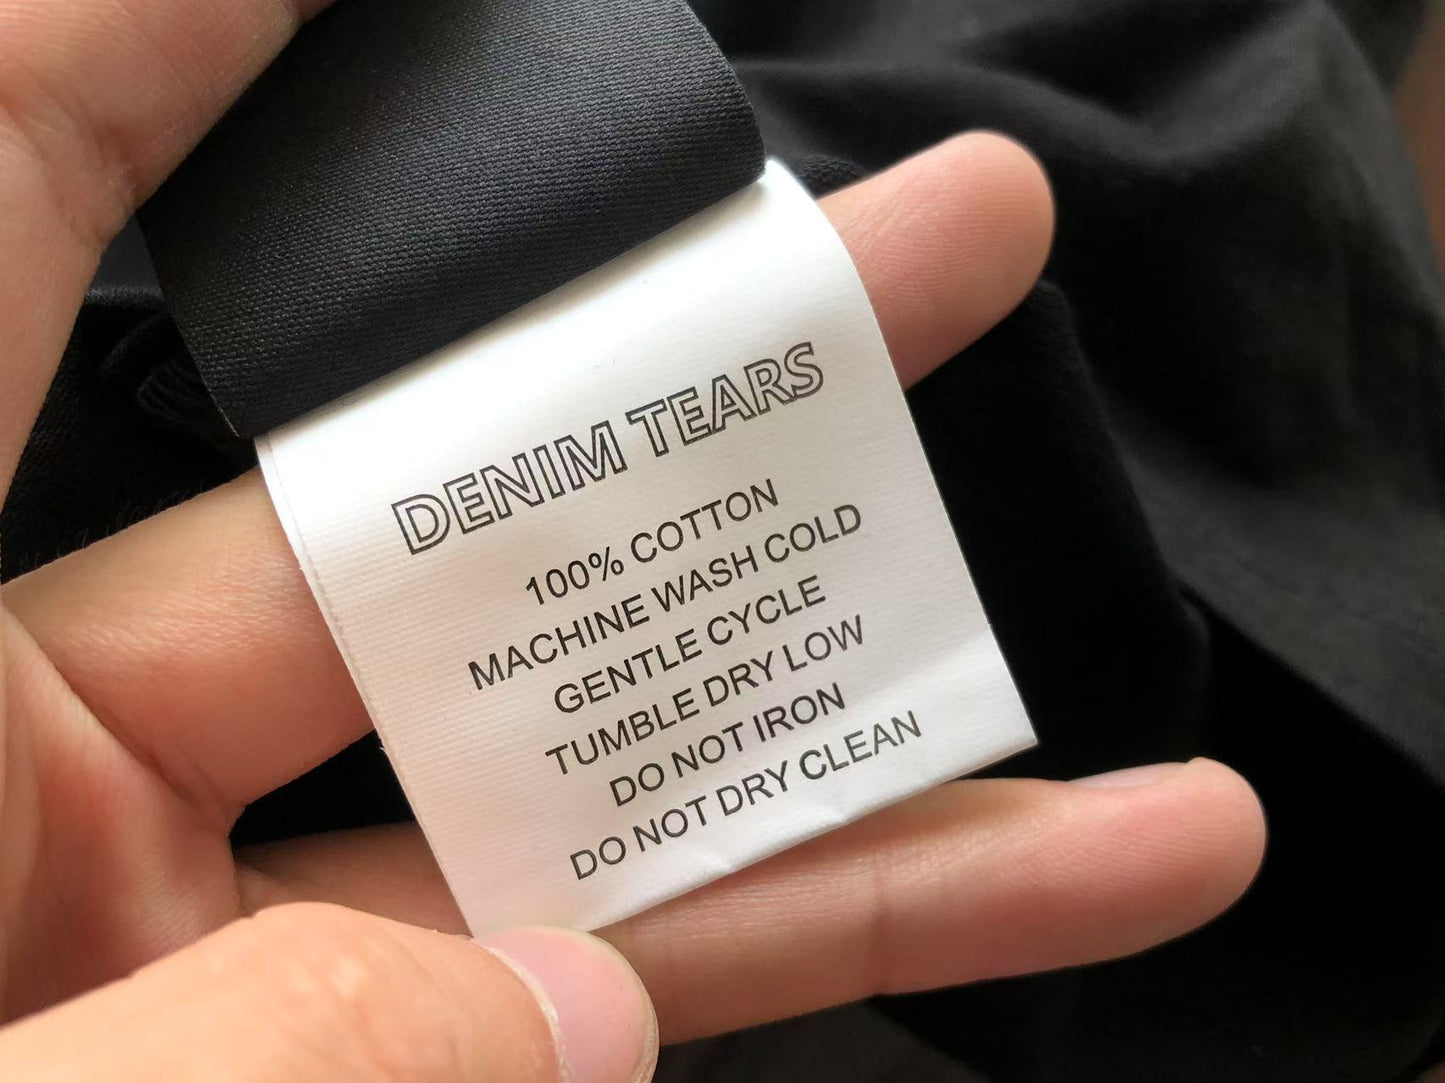 DENIM TEARS
100% COTTON
MACHINE WASH COLD
GENTLE CYCLE
TUMBLE DRY LOW
DO NOT IRON
DO NOT DRY CLEAN